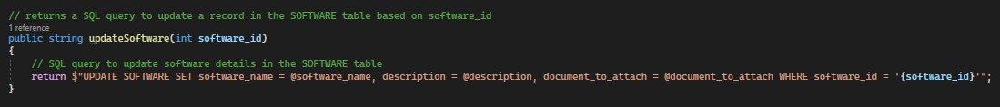 // returns a SQL query to update a record in the SOFTWARE table based on software_id
1 reference
public string updateSoftware(int software_id)
{
// SQL query to update software details in the SOFTWARE table
return $"UPDATE SOFTWARE SET software_name = @software_name, description = @description, document_to_attach = @document_to_attach WHERE software_id = '{software_id}'";
}